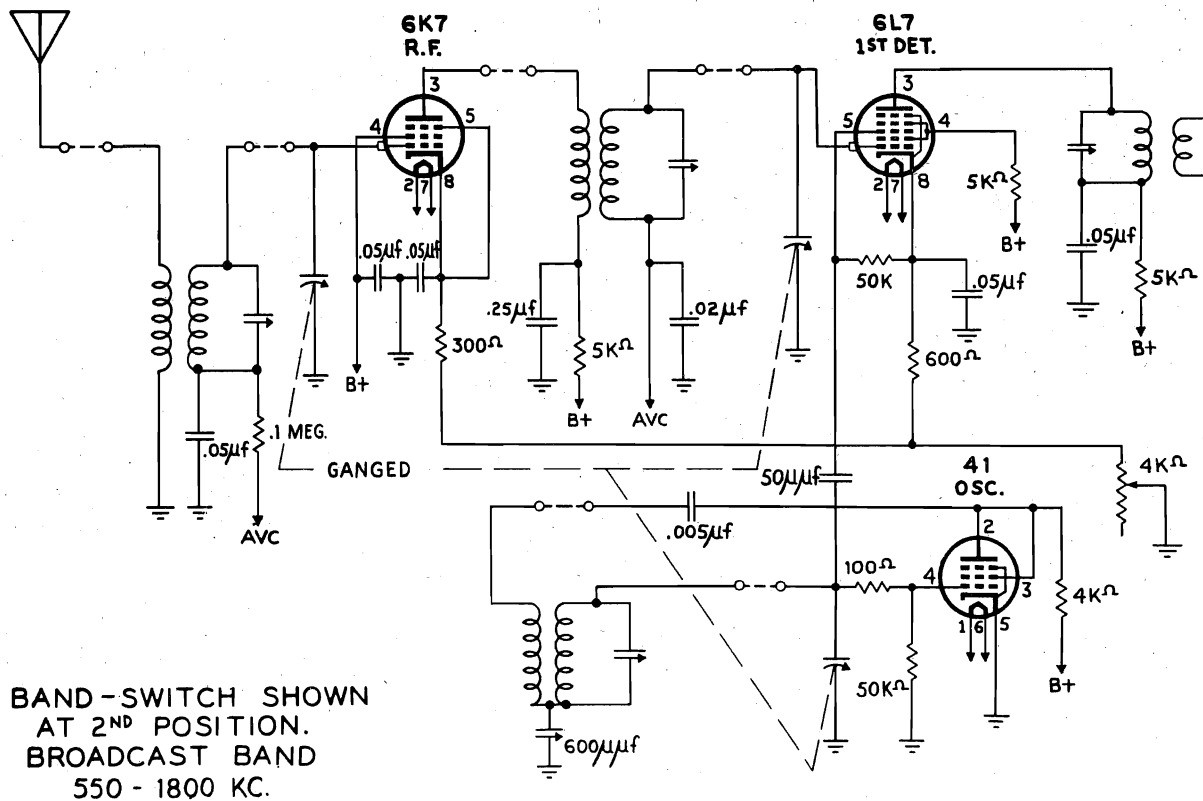 6K7
R.F.
6L7
1ST DET.
3
4
5
2
7
8
3
5
4
2
7
8
5KΩ
B+
.05µf
.05µf
50K
.05µf
.05µf
5KΩ
B+
.25µf
.02µf
300Ω
5KΩ
600Ω
B+
B+
AVC
.05µf
.1 MEG.
GANGED
AVC
50µµf
41
OSC.
4KΩ
.005µf
2
100Ω
4
3
4KΩ
1
6
5
50KΩ
B+
600µµf
BAND-SWITCH SHOWN
AT 2ND POSITION.
BROADCAST BAND
550 - 1800 KC.